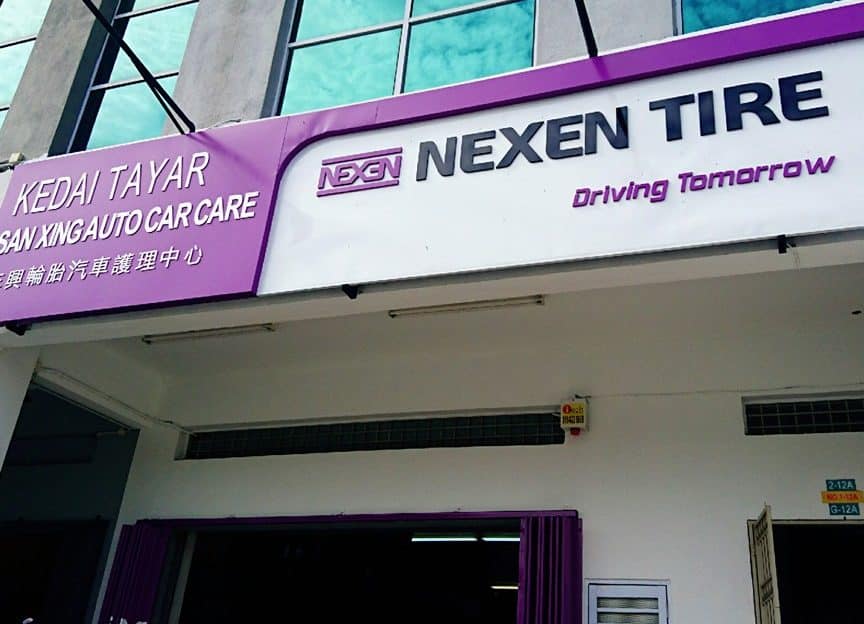 KEDAI TAYAR
SAN XING AUTO CAR CARE
興輪胎汽車護理中心
NEXEN NEXEN TIRE
Driving Tomorrow
2-12A
NO.1-12A
G-12A